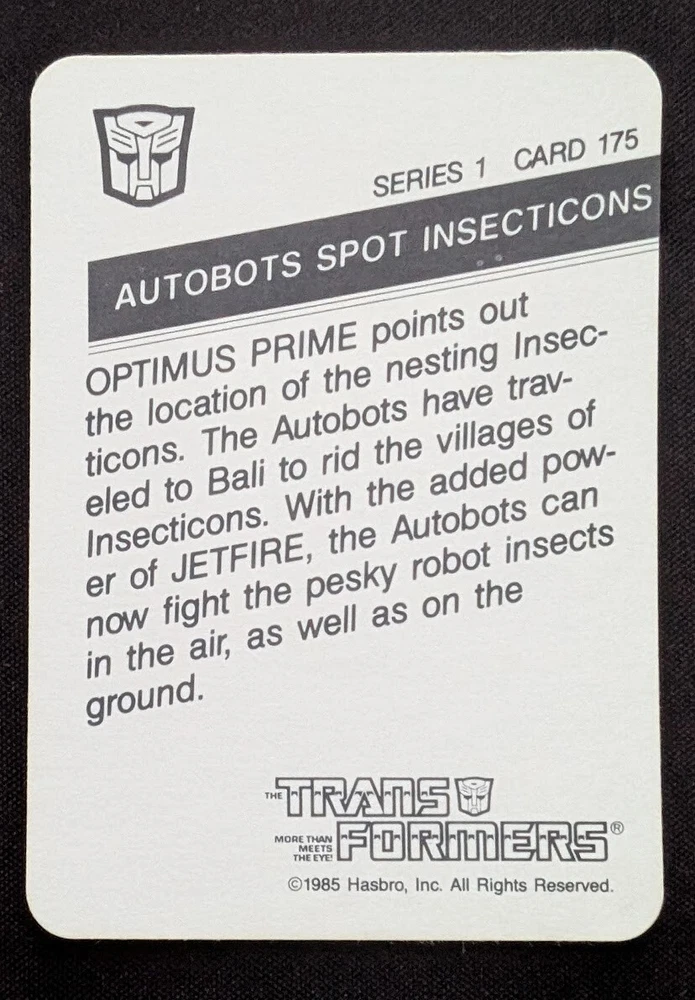 SERIES 1 CARD 175
AUTOBOTS SPOT INSECTICONS
OPTIMUS PRIME points out
the location of the nesting Insec-
ticons. The Autobots have trav-
eled to Bali to rid the villages of
Insecticons. With the added pow-
er of JETFIRE, the Autobots can
now fight the pesky robot insects
in the air, as well as on the
ground.
THE TRANS
MORE THAN
MEETS
THE EYE!
FORMERS®
©1985 Hasbro, Inc. All Rights Reserved.